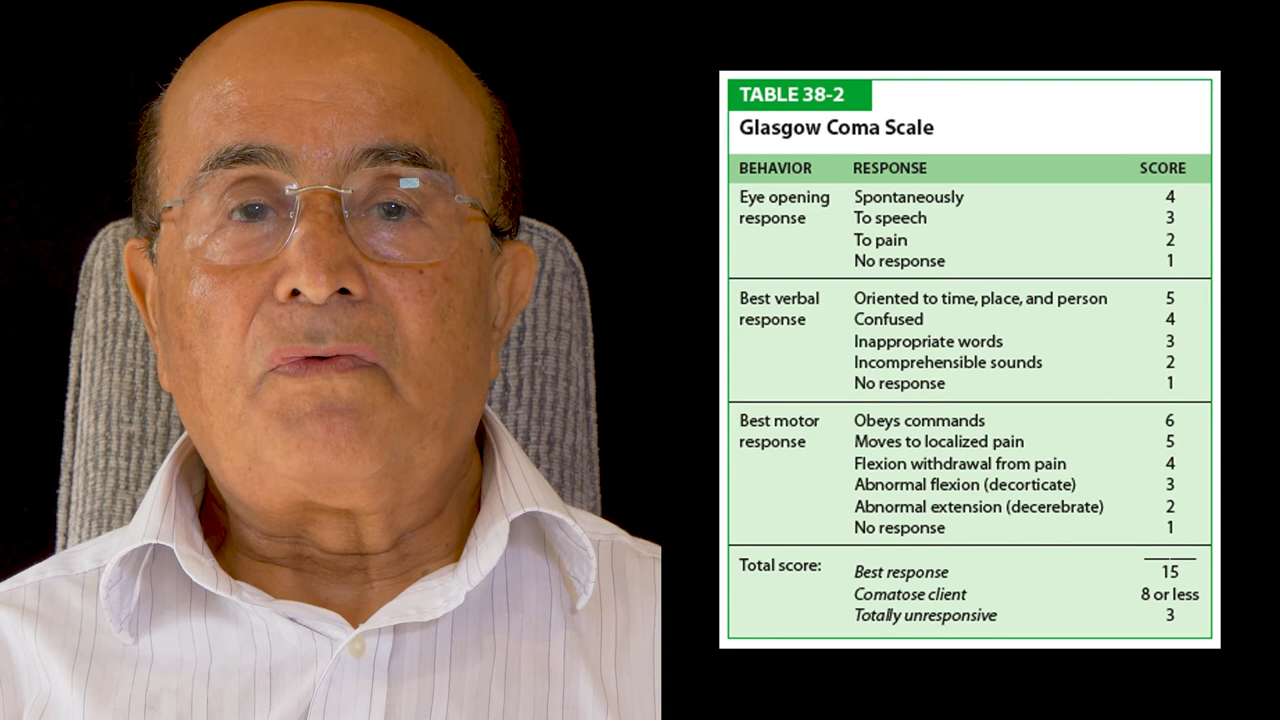 TABLE 38-2
Glasgow Coma Scale
BEHAVIOR RESPONSE SCORE
Eye opening Spontaneously 4
response To speech 3
To pain 2
No response 1
Best verbal Oriented to time, place, and person 5
response Confused 4
Inappropriate words 3
Incomprehensible sounds 2
No response 1
Best motor Obeys commands 6
response Moves to localized pain 5
Flexion withdrawal from pain 4
Abnormal flexion (decorticate) 3
Abnormal extension (decerebrate) 2
No response 1
Total score:
Best response 15
Comatose client 8 or less
Totally unresponsive 3